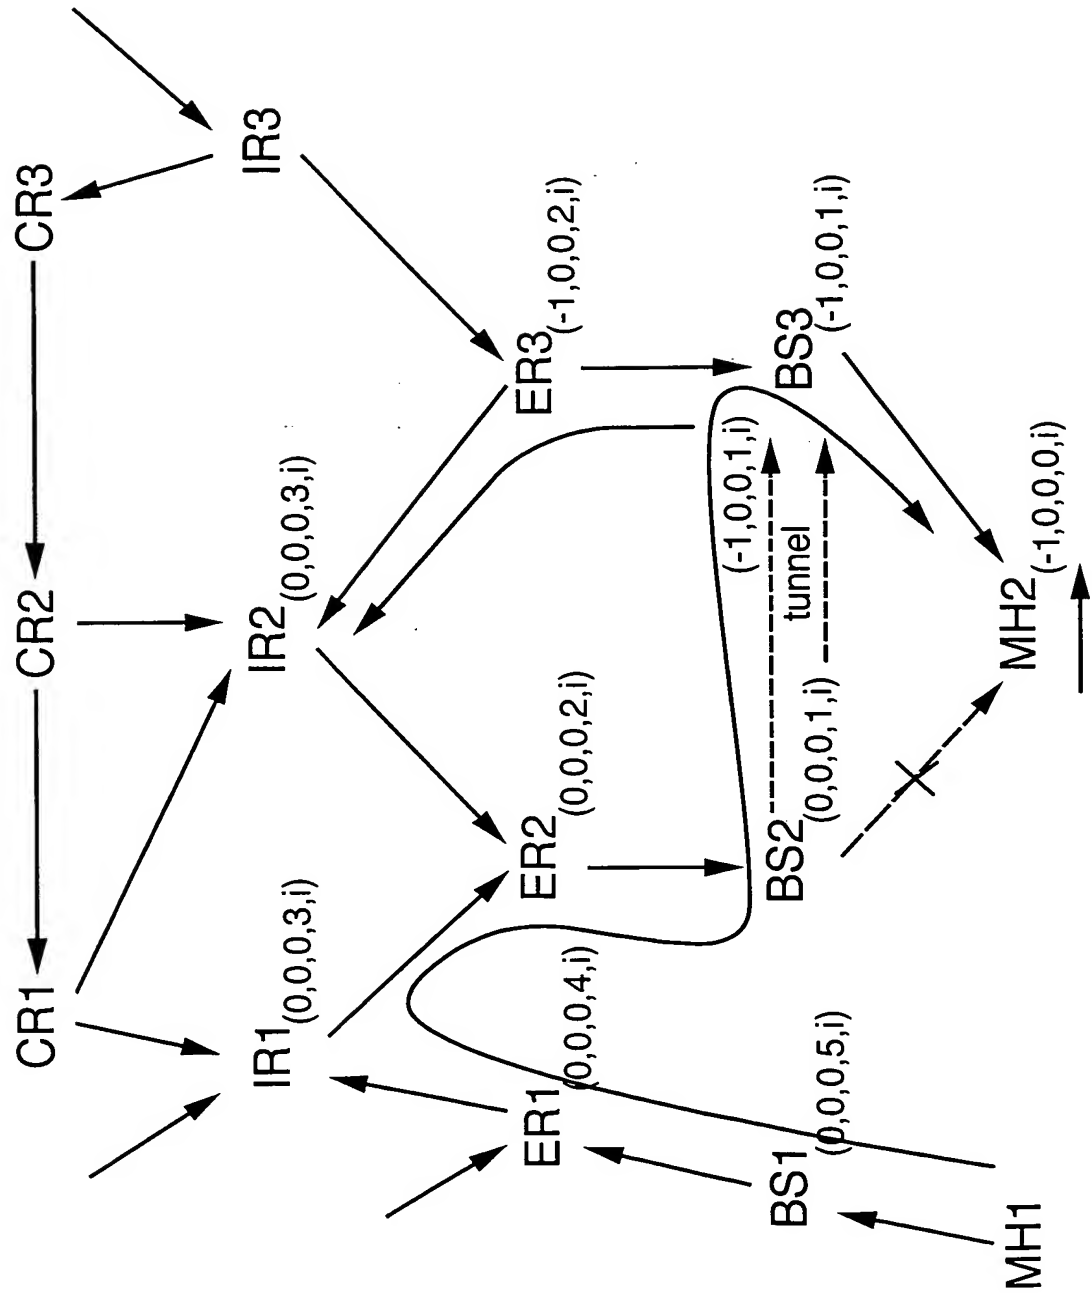 CR1
CR2
CR3
IR1(0,0,0,3,i)
IR2(0,0,0,3,i)
IR3
ER1(0,0,0,4,i)
ER2(0,0,0,2,i)
ER3(-1,0,0,2,i)
(-1,0,0,1,i)
BS1(0,0,0,5,i)
BS2(0,0,0,1,i)
tunnel
BS3(-1,0,0,1,i)
MH1
MH2(-1,0,0,0,i)